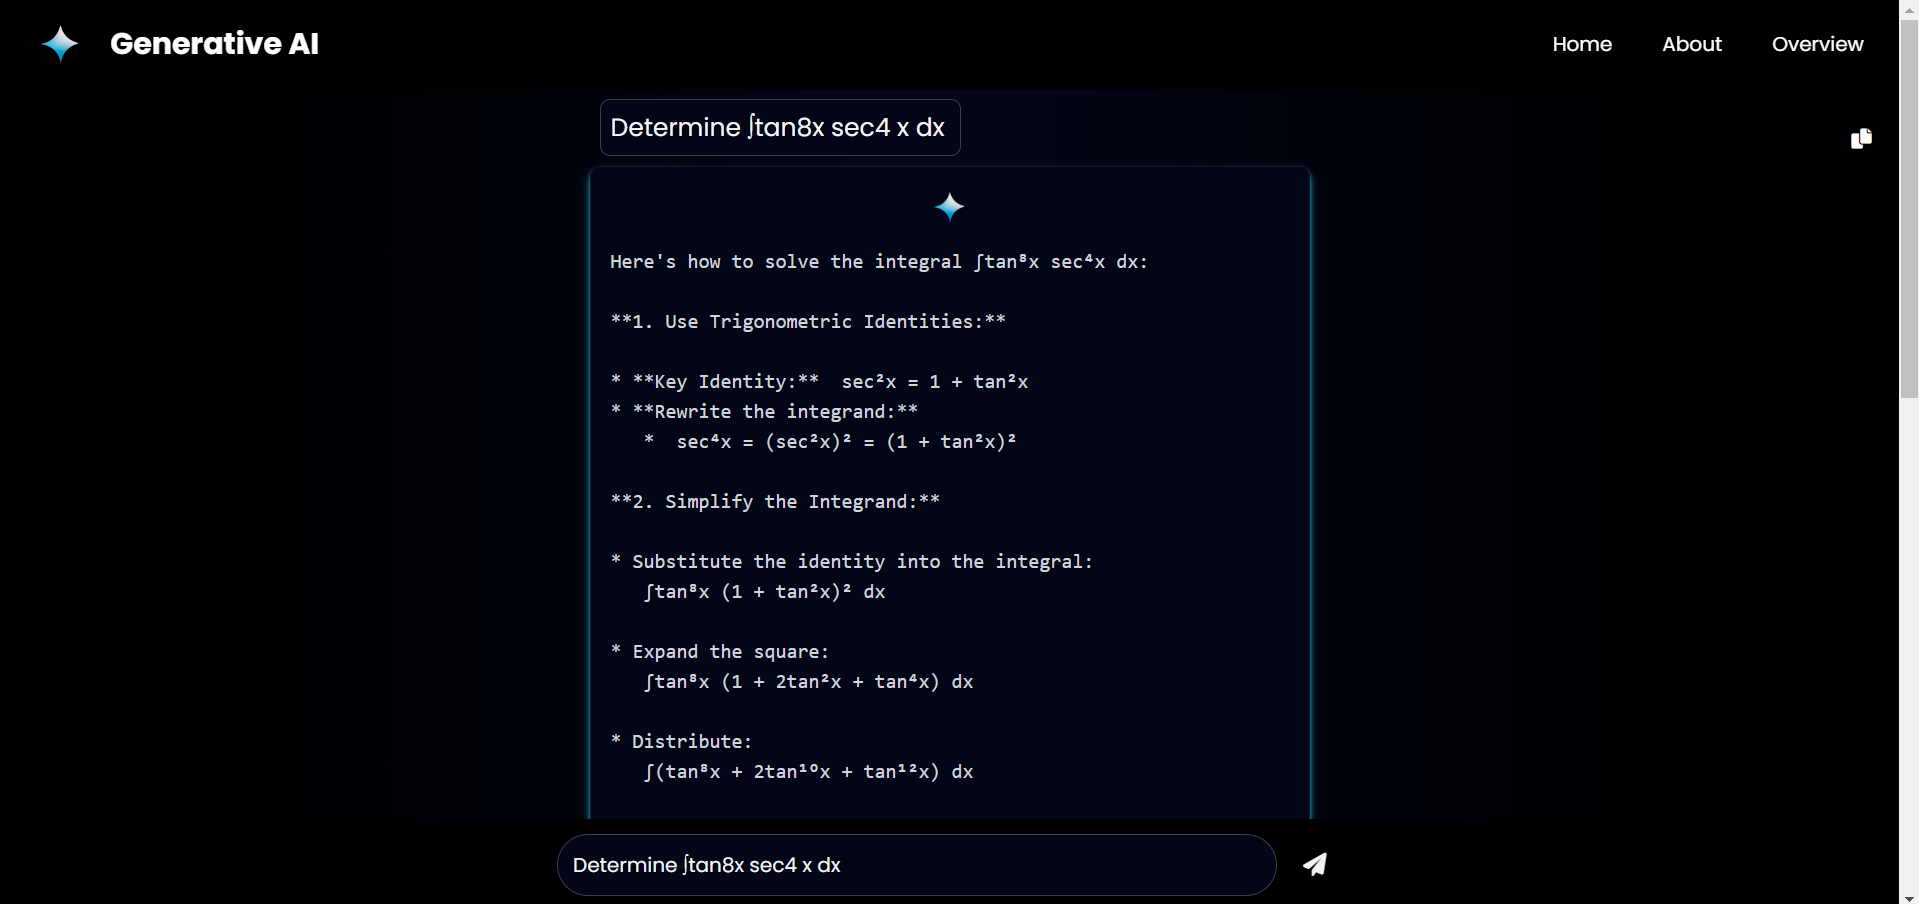 Generative AI
Home About Overview
Determine ∫tan8x sec4 x dx
Here's how to solve the integral ∫tan⁸x sec⁴x dx:
**1. Use Trigonometric Identities:**
* **Key Identity:**  sec²x = 1 + tan²x
* **Rewrite the integrand:**
   *  sec⁴x = (sec²x)² = (1 + tan²x)²
**2. Simplify the Integrand:**
* Substitute the identity into the integral:
   ∫tan⁸x (1 + tan²x)² dx
* Expand the square:
   ∫tan⁸x (1 + 2tan²x + tan⁴x) dx
* Distribute:
   ∫(tan⁸x + 2tan¹⁰x + tan¹²x) dx
Determine ∫tan8x sec4 x dx